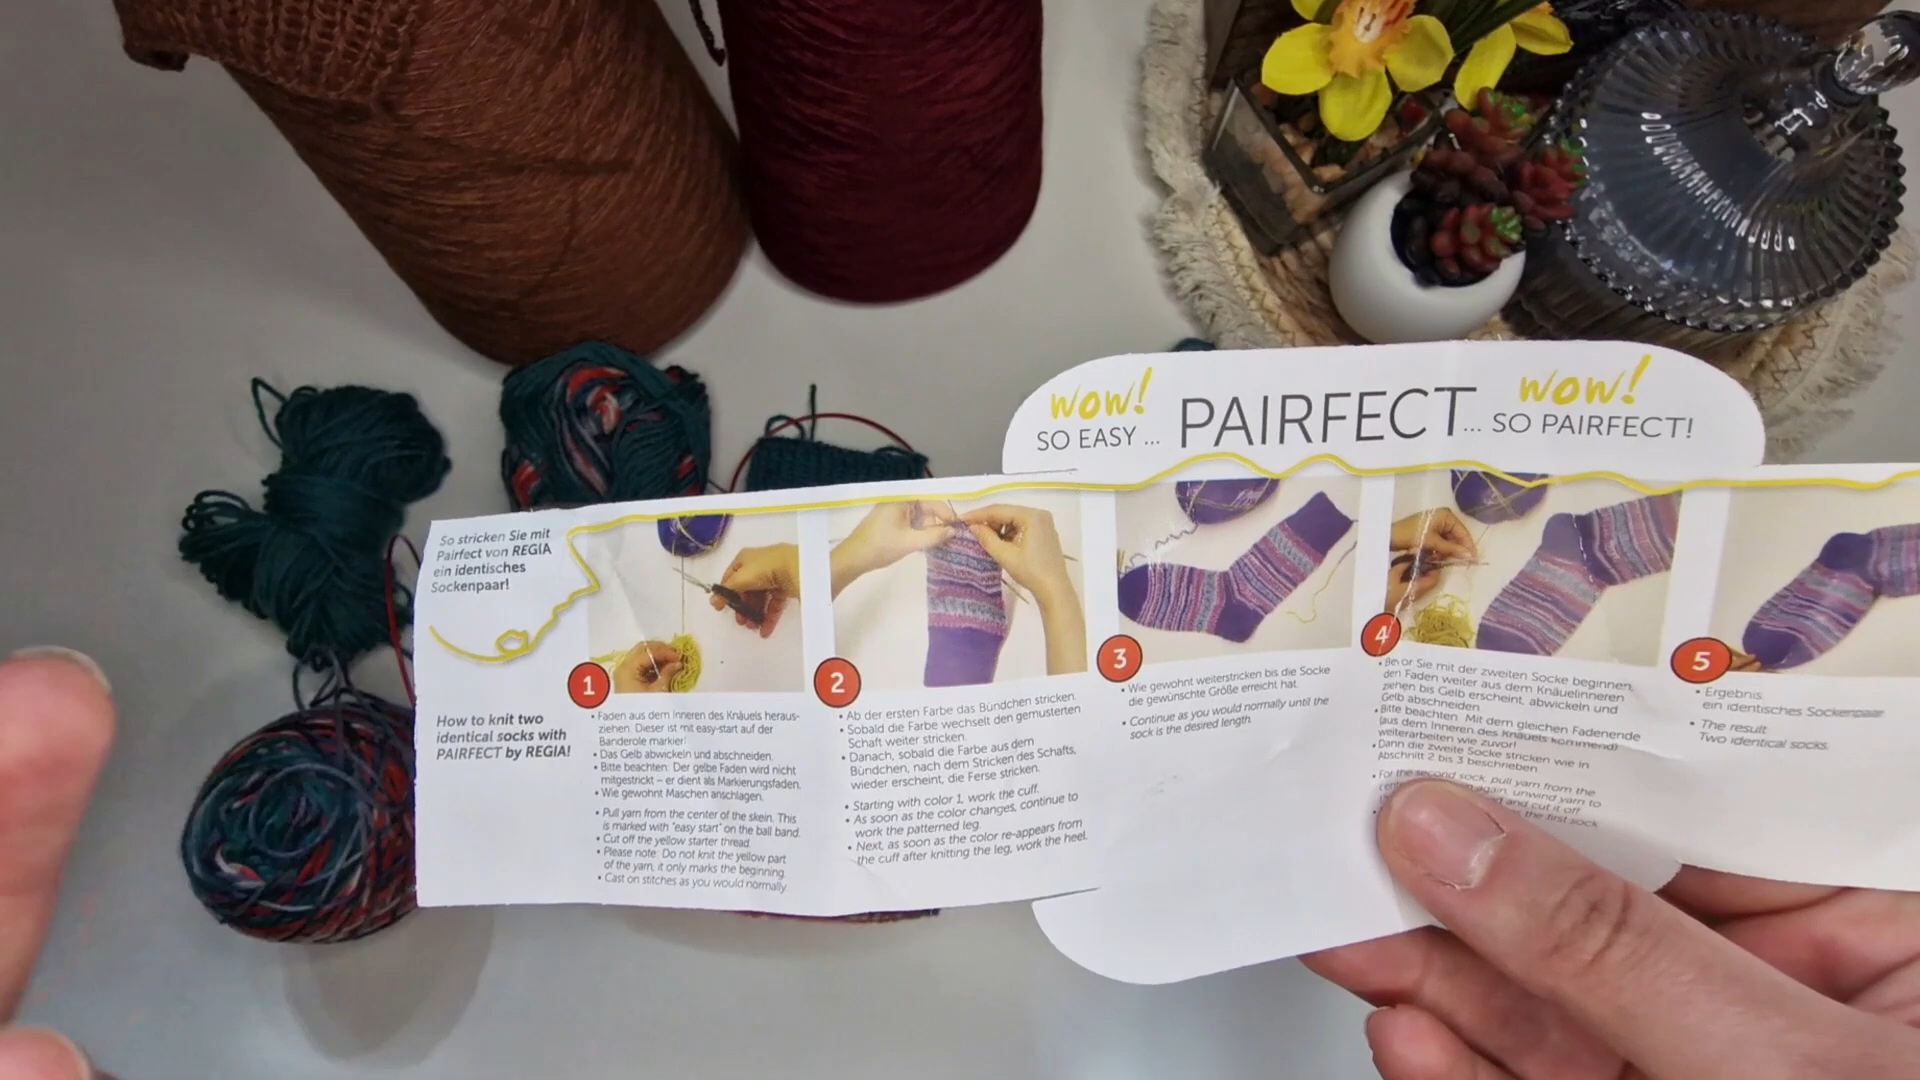 wow!
SO EASY ... PAIRFECT... wow!
SO PAIRFECT!
So stricken Sie mit
Pairfect von REGIA
ein identisches
Sockenpaar!
How to knit two
identical socks with
PAIRFECT by REGIA!
1
• Faden aus dem Inneren des Knäuels heraus-
ziehen. Dieser ist mit easy-start auf der
Banderole markiert
• Das Gelb abwickeln und abschneiden.
• Bitte beachten: Der gelbe Faden wird nicht
mitgestrickt – er dient als Markierungsfaden.
• Wie gewohnt Maschen anschlagen.
• Pull yarn from the center of the skein. This
is marked with "easy start" on the ball band.
• Cut off the yellow starter thread.
• Please note: Do not knit the yellow part
of the yarn, it only marks the beginning.
• Cast on stitches as you would normally.
2
• Ab der ersten Farbe das Bündchen stricken.
• Sobald die Farbe wechselt den gemusterten
Schaft weiter stricken.
• Danach, sobald die Farbe aus dem
Bündchen, nach dem Stricken des Schafts,
wieder erscheint, die Ferse stricken.
• Starting with color 1, work the cuff.
• As soon as the color changes, continue to
work the patterned leg.
• Next, as soon as the color re-appears from
the cuff after knitting the leg, work the heel.
3
• Wie gewohnt weiterstricken bis die Socke
die gewünschte Größe erreicht hat.
• Continue as you would normally until the
sock is the desired length.
4
• Bevor Sie mit der zweiten Socke beginnen,
den Faden weiter aus dem Knäuelinneren
ziehen bis Gelb erscheint, abwickeln und
Gelb abschneiden.
• Bitte beachten: Mit dem gleichen Fadenende
(aus dem Inneren des Knäuels kommend)
weiterarbeiten wie zuvor!
• Dann die zweite Socke stricken wie in
Abschnitt 2 bis 3 beschrieben.
• For the second sock, pull yarn from the
again, unwind yarn to
and cut it off.
the first sock
5
• Ergebnis:
ein identisches Sockenpaar.
• The result:
Two identical socks.